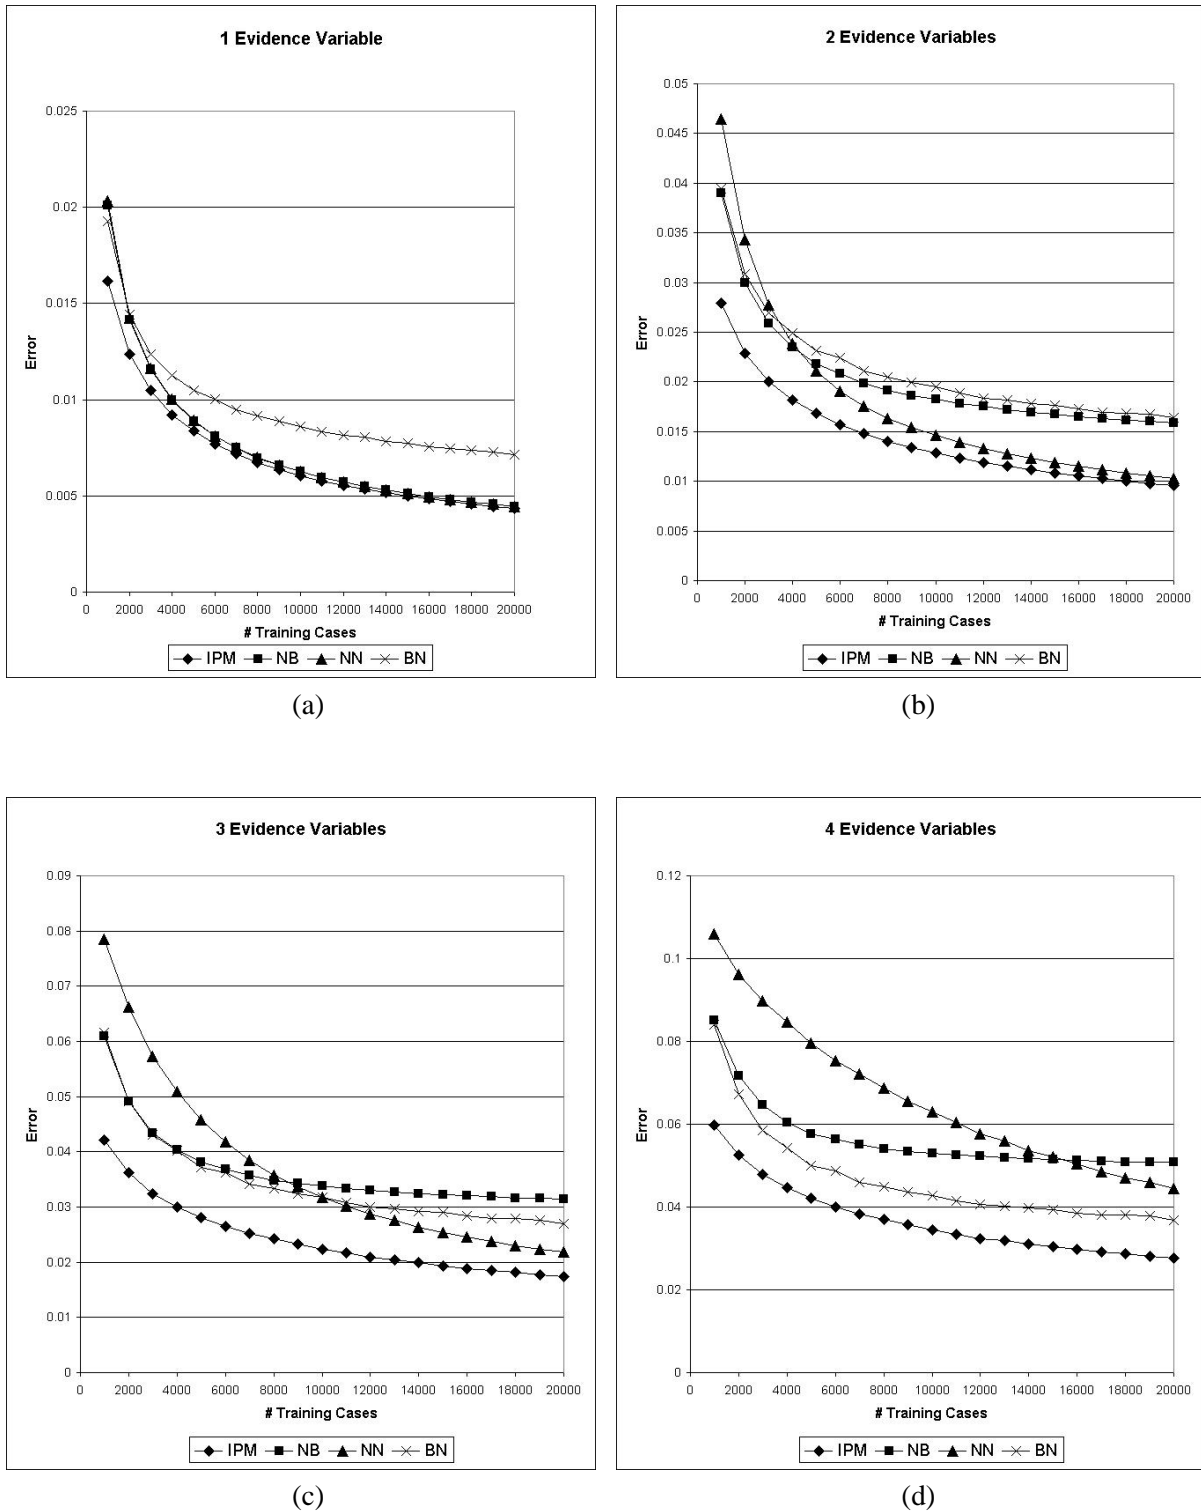 1 Evidence Variable
0.025
0.02
0.015
0.01
0.005
0
Error
0 2000 4000 6000 8000 10000 12000 14000 16000 18000 20000
# Training Cases
IPM NB NN BN
(a)
2 Evidence Variables
0.05
0.045
0.04
0.035
0.03
0.025
0.02
0.015
0.01
0.005
0
Error
0 2000 4000 6000 8000 10000 12000 14000 16000 18000 20000
# Training Cases
IPM NB NN BN
(b)
3 Evidence Variables
0.09
0.08
0.07
0.06
0.05
0.04
0.03
0.02
0.01
0
Error
0 2000 4000 6000 8000 10000 12000 14000 16000 18000 20000
# Training Cases
IPM NB NN BN
(c)
4 Evidence Variables
0.12
0.1
0.08
0.06
0.04
0.02
0
Error
0 2000 4000 6000 8000 10000 12000 14000 16000 18000 20000
# Training Cases
IPM NB NN BN
(d)